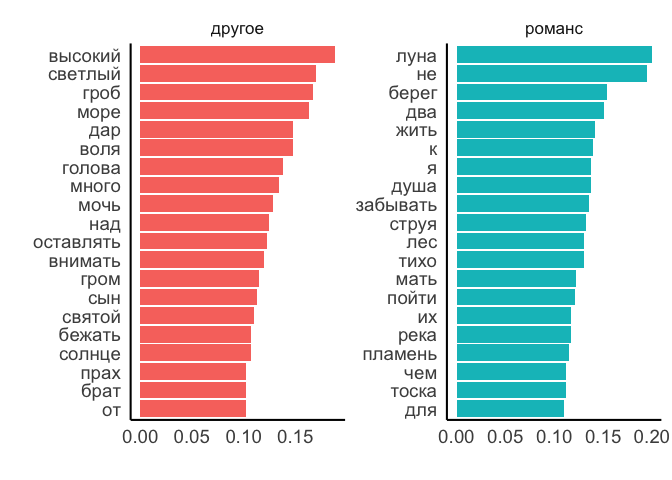 другое
высокий
светлый
гроб
море
дар
воля
голова
много
мочь
над
оставлять
внимать
гром
сын
святой
бежать
солнце
прах
брат
от
0.00 0.05 0.10 0.15
романс
луна
не
берег
два
жить
к
я
душа
забывать
струя
лес
тихо
мать
пойти
их
река
пламень
чем
тоска
для
0.00 0.05 0.10 0.15 0.20